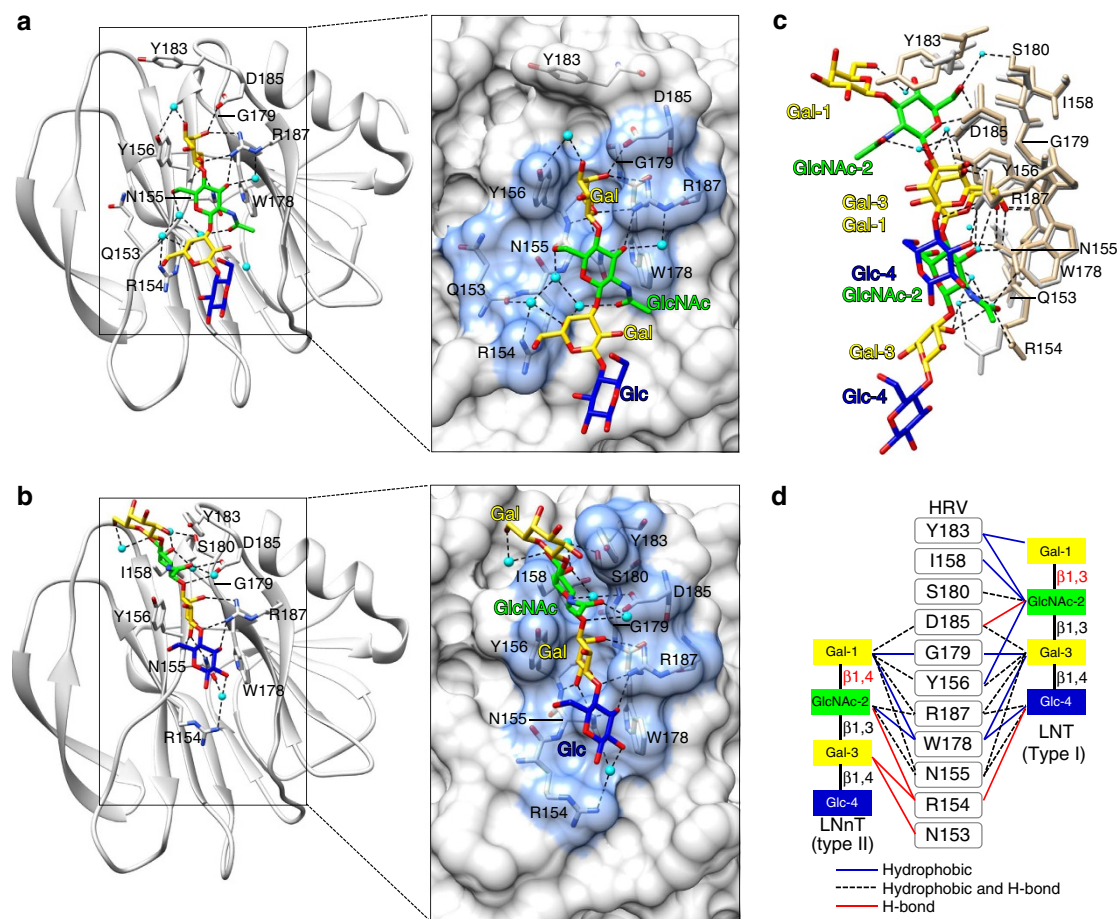 a
Y183
D185
G179
R187
Y156
N155
W178
Q153
R154
Y183
D185
G179
R187
Y156
Gal
N155
W178
Q153
GlcNAc
Gal
R154
Glc
c
Y183
S180
I158
Gal-1
D185
G179
GlcNAc-2
Y156
Gal-3
R187
Gal-1
N155
Glc-4
W178
GlcNAc-2
Q153
Gal-3
R154
Glc-4
b
Y183
S180
D185
I158
G179
Y156
R187
N155
W178
R154
Gal
Y183
I158
S180
GlcNAc
D185
G179
Y156
Gal
R187
N155
Glc
W178
R154
d
HRV
Y183
I158
S180
D185
G179
Y156
R187
W178
N155
R154
N153
Gal-1
β1,3
GlcNAc-2
β1,3
Gal-3
β1,4
Glc-4
LNT
(Type I)
Gal-1
β1,4
GlcNAc-2
β1,3
Gal-3
β1,4
Glc-4
LNnT
(type II)
Hydrophobic
Hydrophobic and H-bond
H-bond